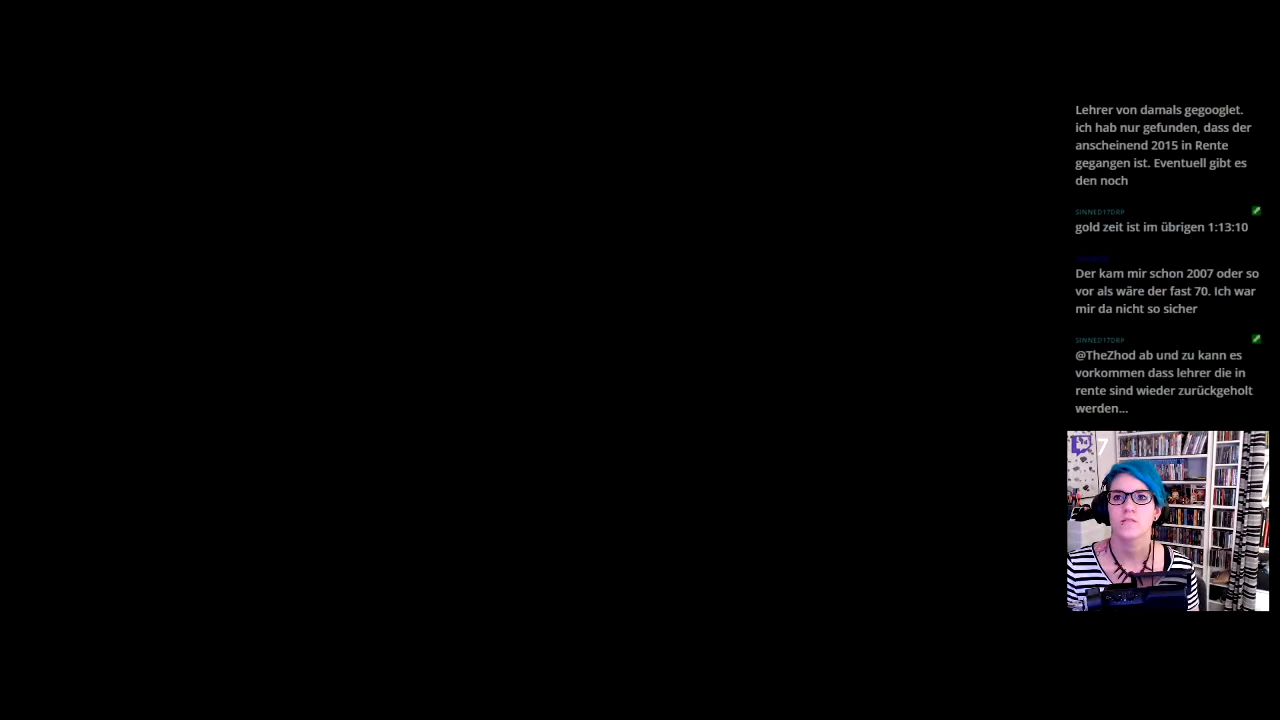 Lehrer von damals gegooglet.
ich hab nur gefunden, dass der
anscheinend 2015 in Rente
gegangen ist. Eventuell gibt es
den noch
SINNED17DRP
gold zeit ist im übrigen 1:13:10
Der kam mir schon 2007 oder so
vor als wäre der fast 70. Ich war
mir da nicht so sicher
SINNED17DRP
@TheZhod ab und zu kann es
vorkommen dass lehrer die in
rente sind wieder zurückgeholt
werden...
7